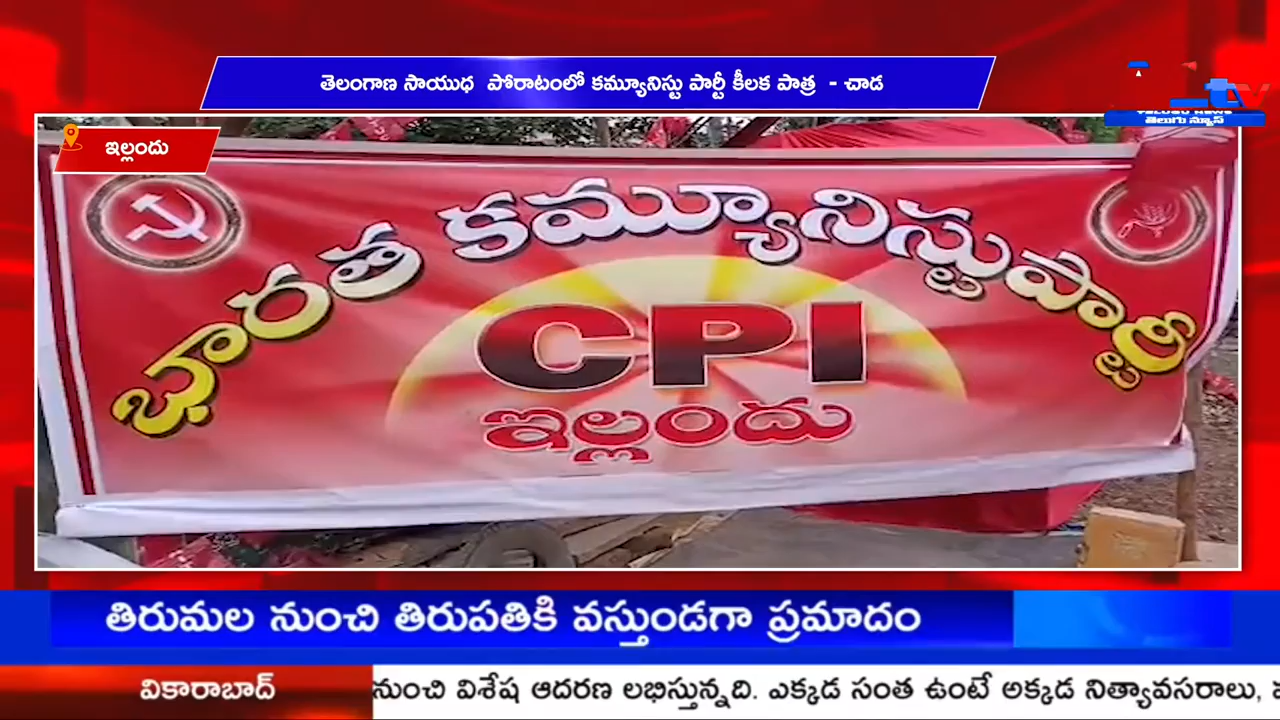 తెలంగాణ సాయుధ పోరాటంలో కమ్యూనిస్టు పార్టీ కీలక పాత్ర - చాడ
tv
తెలుగు న్యూస్
ఇల్లందు
భారత కమ్యూనిస్టుపార్టీ
CPI
ఇల్లందు
తిరుమల నుంచి తిరుపతికి వస్తుండగా ప్రమాదం
వికారాబాద్
నుంచి విశేష ఆదరణ లభిస్తున్నది. ఎక్కడ సంత ఉంటే అక్కడ నిత్యావసరాలు,